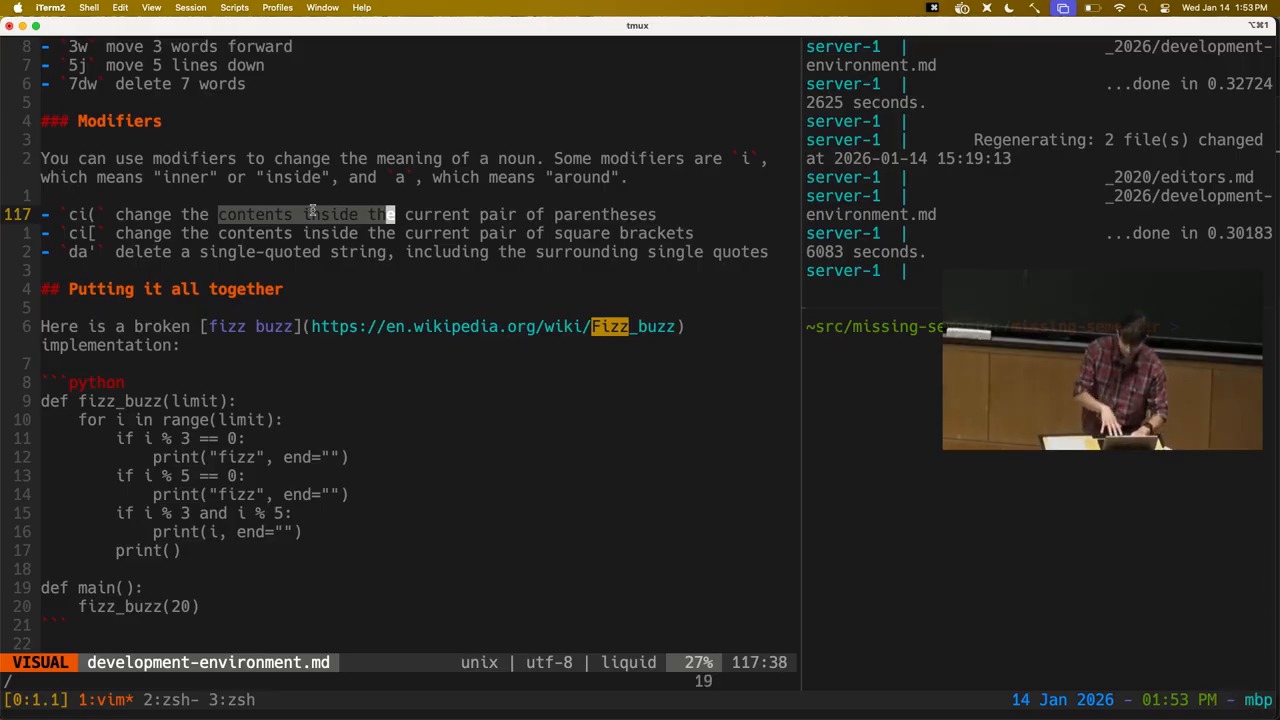 iTerm2 Shell Edit View Session Scripts Profiles Window Help
Wed Jan 14 1:53 PM
tmux
⌥⌘1
8 - `3w` move 3 words forward
7 - `5j` move 5 lines down
6 - `7dw` delete 7 words
5
4 ### Modifiers
3
2 You can use modifiers to change the meaning of a noun. Some modifiers are `i`,
which means "inner" or "inside", and `a`, which means "around".
1
117 - `ci(` change the contents inside the current pair of parentheses
1 - `ci[` change the contents inside the current pair of square brackets
2 - `da'` delete a single-quoted string, including the surrounding single quotes
3
4 ## Putting it all together
5
6 Here is a broken [fizz buzz](https://en.wikipedia.org/wiki/Fizz_buzz)
implementation:
7
8 ```python
9 def fizz_buzz(limit):
10 for i in range(limit):
11 if i % 3 == 0:
12 print("fizz", end="")
13 if i % 5 == 0:
14 print("fizz", end="")
15 if i % 3 and i % 5:
16 print(i, end="")
17 print()
18
19 def main():
20 fizz_buzz(20)
21 ```
22
VISUAL development-environment.md unix | utf-8 | liquid 27% 117:38
/ 19
server-1 | _2026/development-
environment.md
server-1 | ...done in 0.32724
2625 seconds.
server-1 |
server-1 | Regenerating: 2 file(s) changed
at 2026-01-14 15:19:13
server-1 | _2020/editors.md
server-1 | _2026/development-
environment.md
server-1 | ...done in 0.30183
6083 seconds.
server-1 |
~src/missing-se
[0:1.1] 1:vim* 2:zsh- 3:zsh 14 Jan 2026 - 01:53 PM - mbp